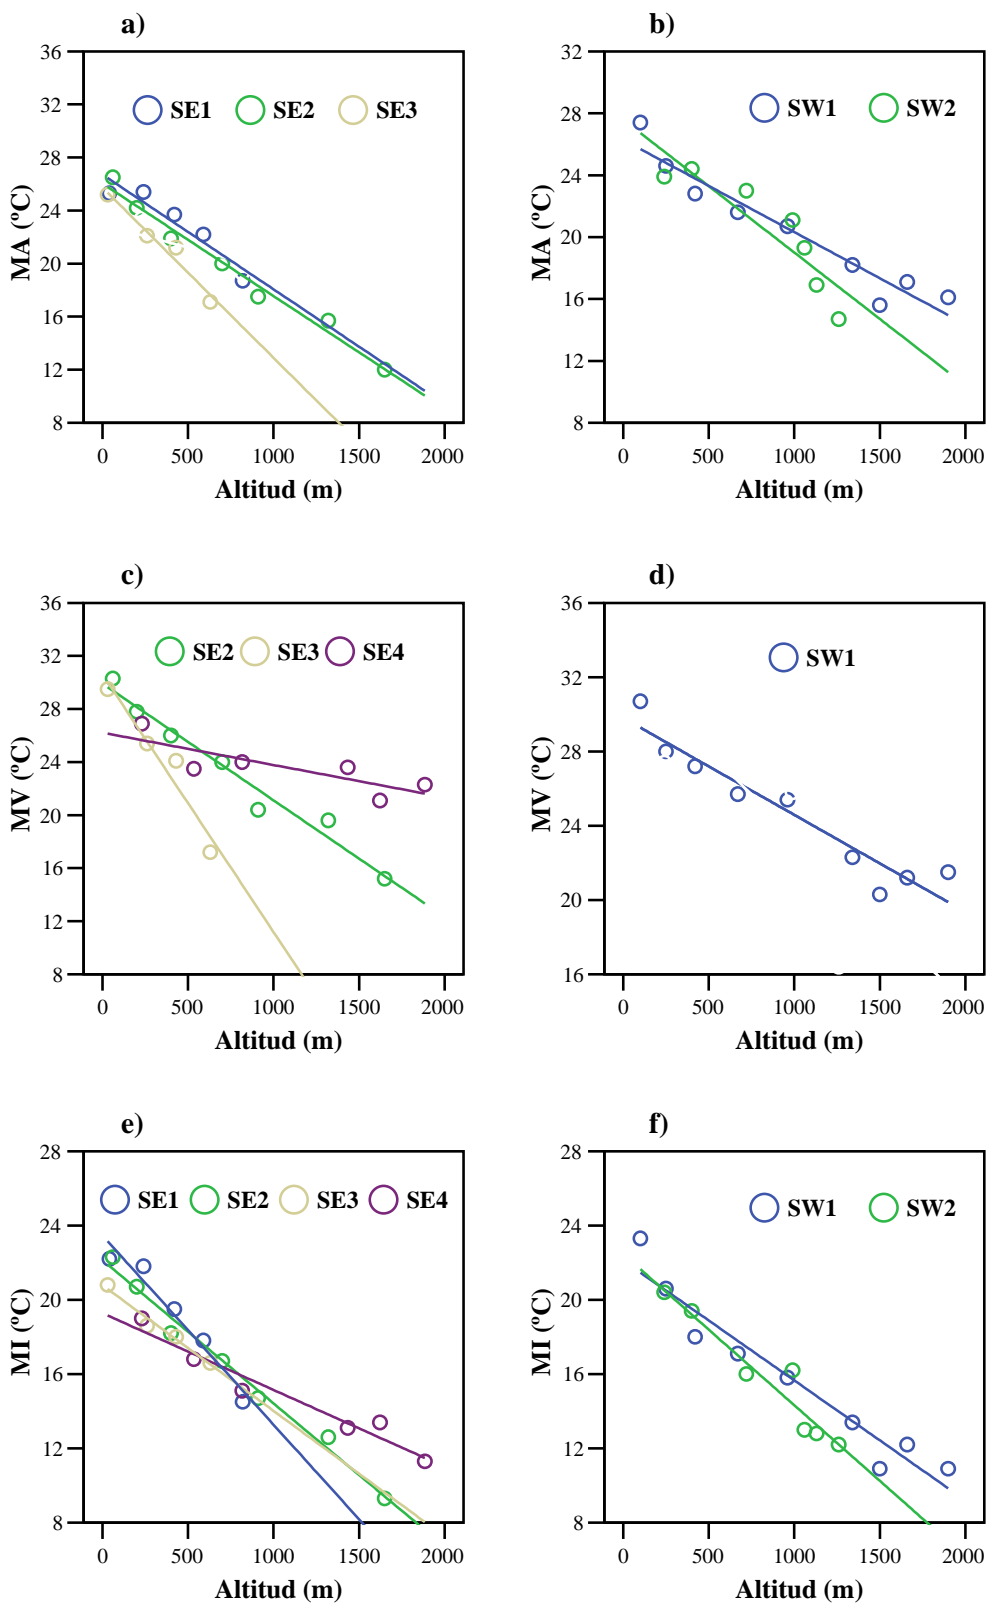 a)
36
32
28
24
20
16
12
8
MA (ºC)
SE1 SE2 SE3
0 500 1000 1500 2000
Altitud (m)
b)
32
28
24
20
16
12
8
MA (ºC)
SW1 SW2
0 500 1000 1500 2000
Altitud (m)
c)
36
32
28
24
20
16
12
8
MV (ºC)
SE2 SE3 SE4
0 500 1000 1500 2000
Altitud (m)
d)
36
32
28
24
20
16
MV (ºC)
SW1
0 500 1000 1500 2000
Altitud (m)
e)
28
24
20
16
12
8
MI (ºC)
SE1 SE2 SE3 SE4
0 500 1000 1500 2000
Altitud (m)
f)
28
24
20
16
12
8
MI (ºC)
SW1 SW2
0 500 1000 1500 2000
Altitud (m)